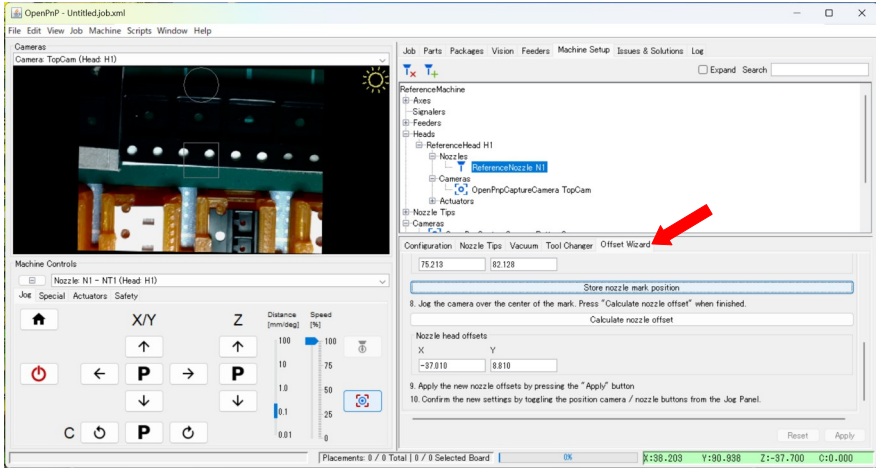 OpenPnP - Untitled.job.xml
File Edit View Job Machine Scripts Window Help
Cameras
Camera: TopCam (Head: H1)
Machine Controls
Nozzle: N1 - NT1 (Head: H1)
Jog Special Actuators Safety
X/Y Z
Distance [mm/deg]
Speed [%]
100 100
10 75
1.0 50
0.1 25
0.01 0
P P
C P
Job Parts Packages Vision Feeders Machine Setup Issues & Solutions Log
Expand Search
ReferenceMachine
Axes
Signalers
Feeders
Heads
ReferenceHead H1
Nozzles
ReferenceNozzle N1
Cameras
OpenPnpCaptureCamera TopCam
Actuators
Nozzle Tips
Cameras
Configuration Nozzle Tips Vacuum Tool Changer Offset Wizard
75.213 82.128
Store nozzle mark position
8. Jog the camera over the center of the mark. Press "Calculate nozzle offset" when finished.
Calculate nozzle offset
Nozzle head offsets
X Y
-37.010 8.810
9. Apply the new nozzle offsets by pressing the "Apply" button
10. Confirm the new settings by toggling the position camera / nozzle buttons from the Jog Panel.
Reset Apply
Placements: 0 / 0 Total | 0 / 0 Selected Board 0% X:38.203 Y:90.938 Z:-37.700 C:0.000